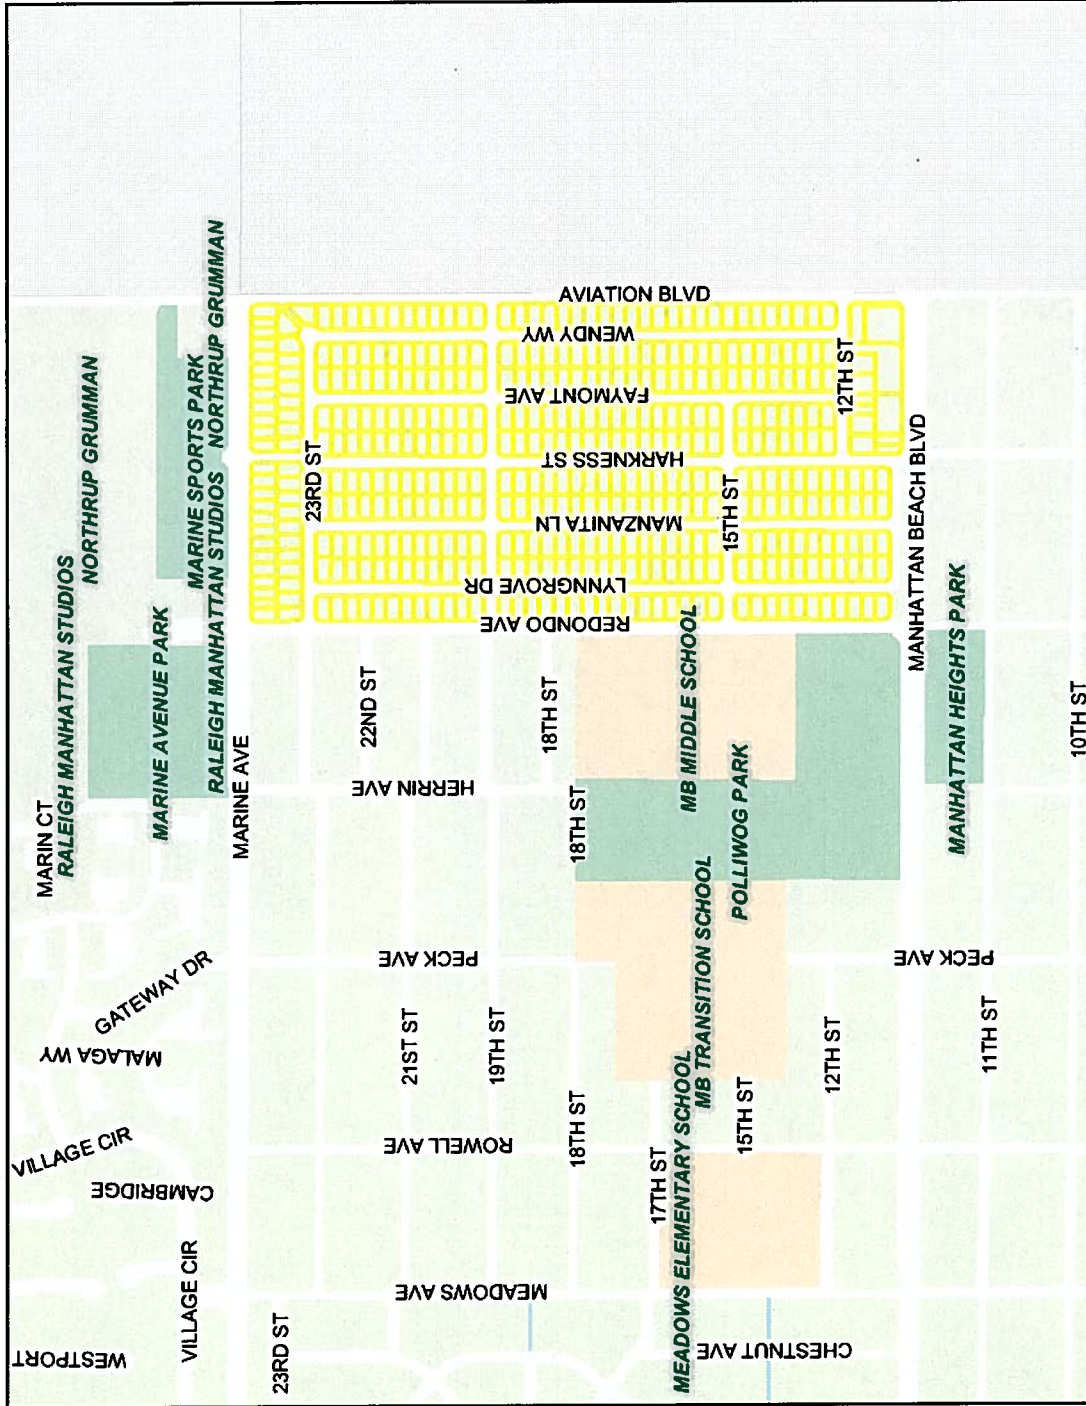 MARIN CT
RALEIGH MANHATTAN STUDIOS
NORTHRUP GRUMMAN
MARINE AVENUE PARK
MARINE SPORTS PARK
RALEIGH MANHATTAN STUDIOS
NORTHRUP GRUMMAN
WESTPORT
VILLAGE CIR
CAMBRIDGE
VILLAGE CIR
MALAGA WY
GATEWAY DR
MARINE AVE
23RD ST
23RD ST
22ND ST
21ST ST
19TH ST
18TH ST
18TH ST
18TH ST
17TH ST
MEADOWS AVE
ROWELL AVE
PECK AVE
HERRIN AVE
REDONDO AVE
LYNNGROVE DR
MANZANITA LN
HARKNESS ST
FAYMONT AVE
WENDY WY
AVIATION BLVD
MEADOWS ELEMENTARY SCHOOL
MB TRANSITION SCHOOL
MB MIDDLE SCHOOL
POLLIWOG PARK
15TH ST
15TH ST
CHESTNUT AVE
12TH ST
12TH ST
MANHATTAN BEACH BLVD
PECK AVE
MANHATTAN HEIGHTS PARK
11TH ST
10TH ST